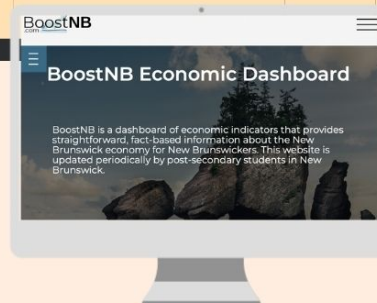 BoostNB
.com
BoostNB Economic Dashboard
BoostNB is a dashboard of economic indicators that provides
straightforward, fact-based information about the New
Brunswick economy for New Brunswickers. This website is
updated periodically by post-secondary students in New
Brunswick.